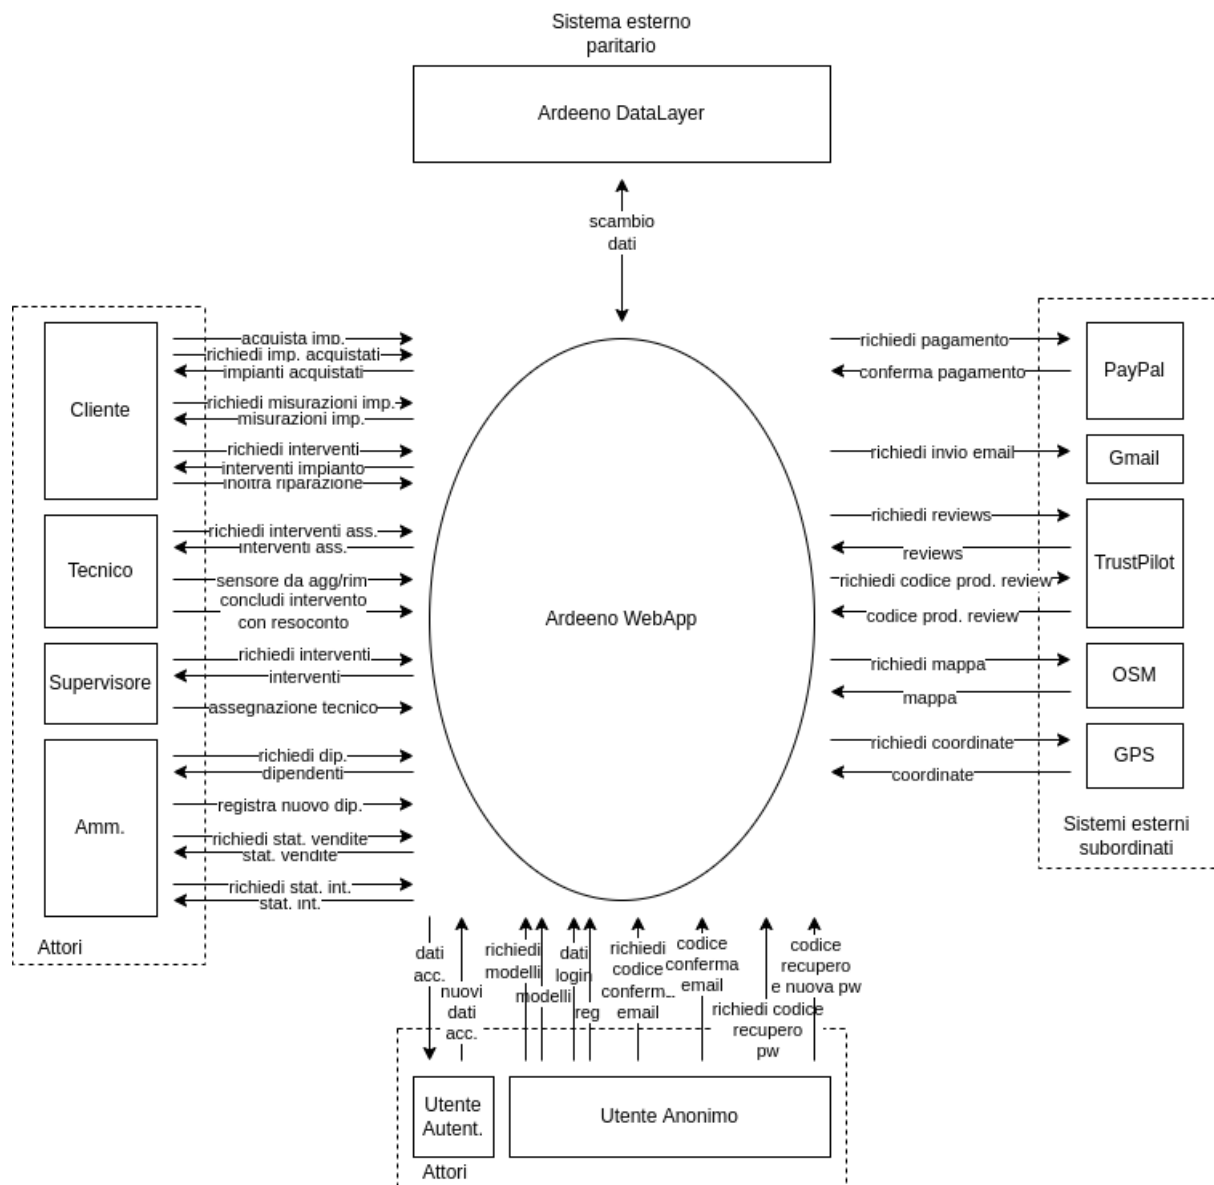 Sistema esterno
paritario
Ardeeno DataLayer
scambio
dati
Cliente
acquista imp.
richiedi imp. acquistati
impianti acquistati
richiedi misurazioni imp.
misurazioni imp.
richiedi interventi
interventi impianto
inoltra riparazione
Tecnico
richiedi interventi ass.
interventi ass.
sensore da agg/rim
concludi intervento
con resoconto
Supervisore
richiedi interventi
interventi
assegnazione tecnico
Amm.
richiedi dip.
dipendenti
registra nuovo dip.
richiedi stat. vendite
stat. vendite
richiedi stat. int.
stat. int.
Attori
Ardeeno WebApp
richiedi pagamento
conferma pagamento
PayPal
richiedi invio email
Gmail
richiedi reviews
reviews
richiedi codice prod. review
codice prod. review
TrustPilot
richiedi mappa
mappa
OSM
richiedi coordinate
coordinate
GPS
Sistemi esterni
subordinati
dati
acc.
nuovi
dati
acc.
richiedi
modelli
modelli
dati
login
reg
richiedi
codice
conferma
email
codice
conferma
email
richiedi codice
recupero
pw
codice
recupero
e nuova pw
Utente
Autent.
Utente Anonimo
Attori